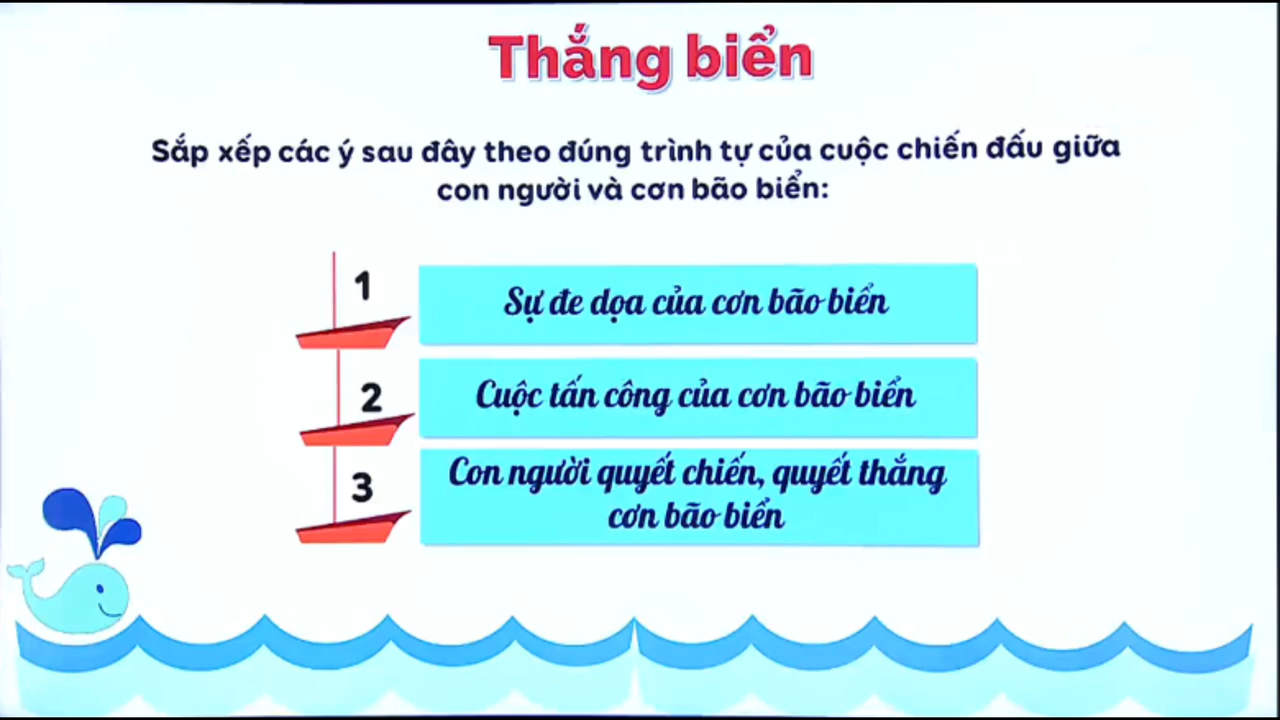 Thắng biển
Sắp xếp các ý sau đây theo đúng trình tự của cuộc chiến đấu giữa
con người và cơn bão biển:
1
Sự đe dọa của cơn bão biển
2
Cuộc tấn công của cơn bão biển
3
Con người quyết chiến, quyết thắng
cơn bão biển